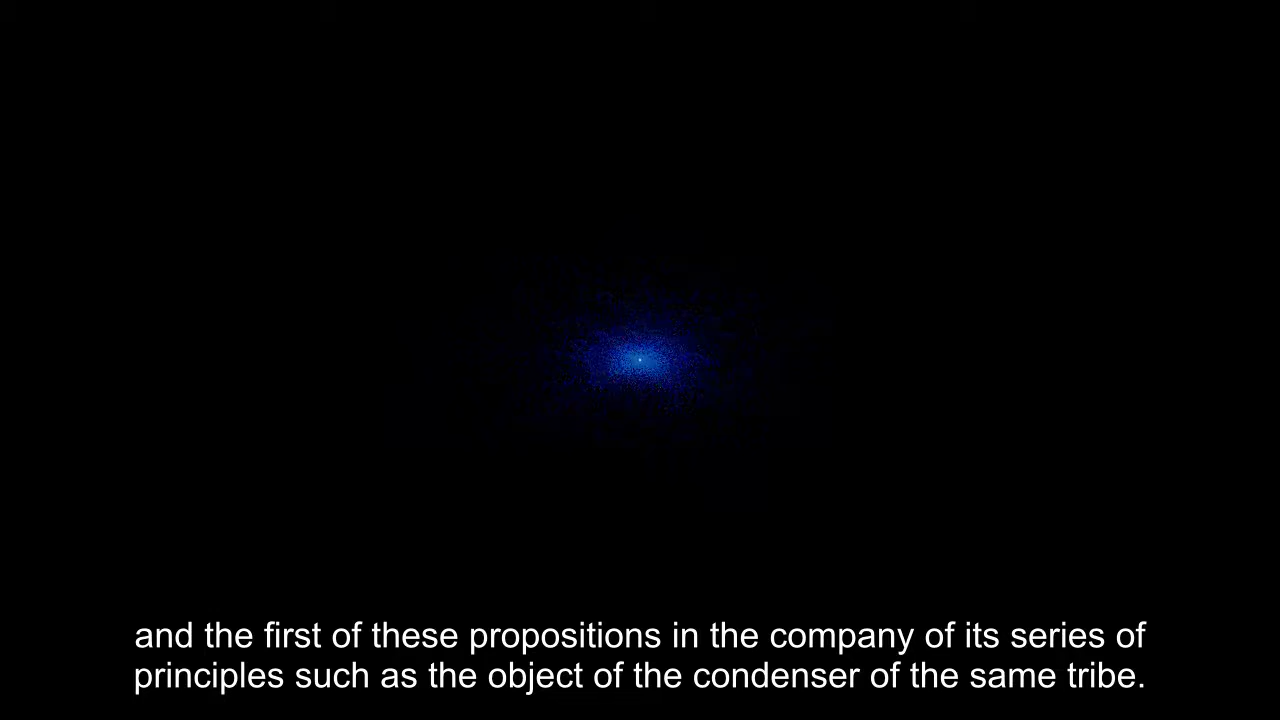 and the first of these propositions in the company of its series of
principles such as the object of the condenser of the same tribe.